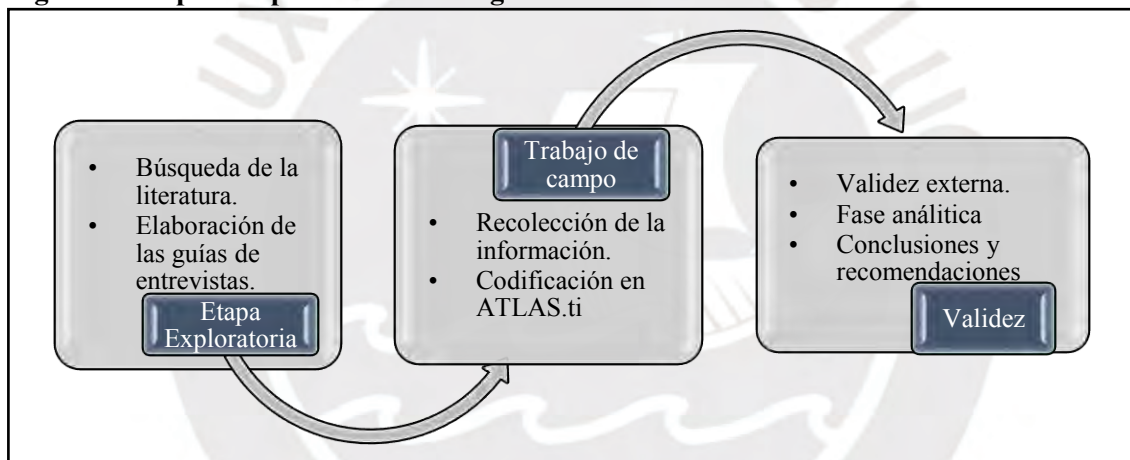 • Búsqueda de la
literatura.
• Elaboración de
las guías de
entrevistas.
Etapa
Exploratoria
Trabajo de
campo
• Recolección de la
información.
• Codificación en
ATLAS.ti
• Validez externa.
• Fase análitica
• Conclusiones y
recomendaciones
Validez